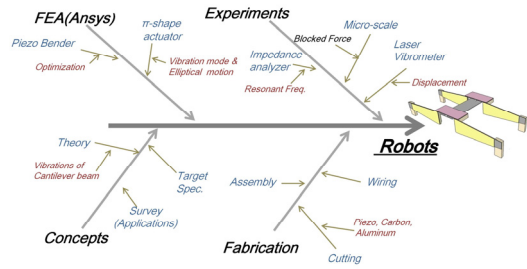 FEA(Ansys)
Experiments
π-shape
actuator
Piezo Bender
Optimization
Vibration mode &
Elliptical motion
Micro-scale
Blocked Force
Impedance
analyzer
Resonant Freq.
Laser
Vibrometer
Displacement
Robots
Theory
Vibrations of
Cantilever beam
Target
Spec.
Survey
(Applications)
Concepts
Assembly
Wiring
Piezo, Carbon,
Aluminum
Fabrication
Cutting